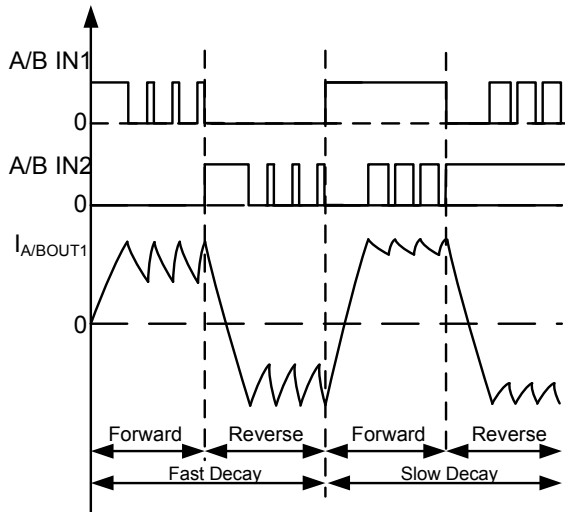 A/B IN1
0
A/B IN2
0
IA/BOUT1
0
Forward Reverse Forward Reverse
Fast Decay Slow Decay